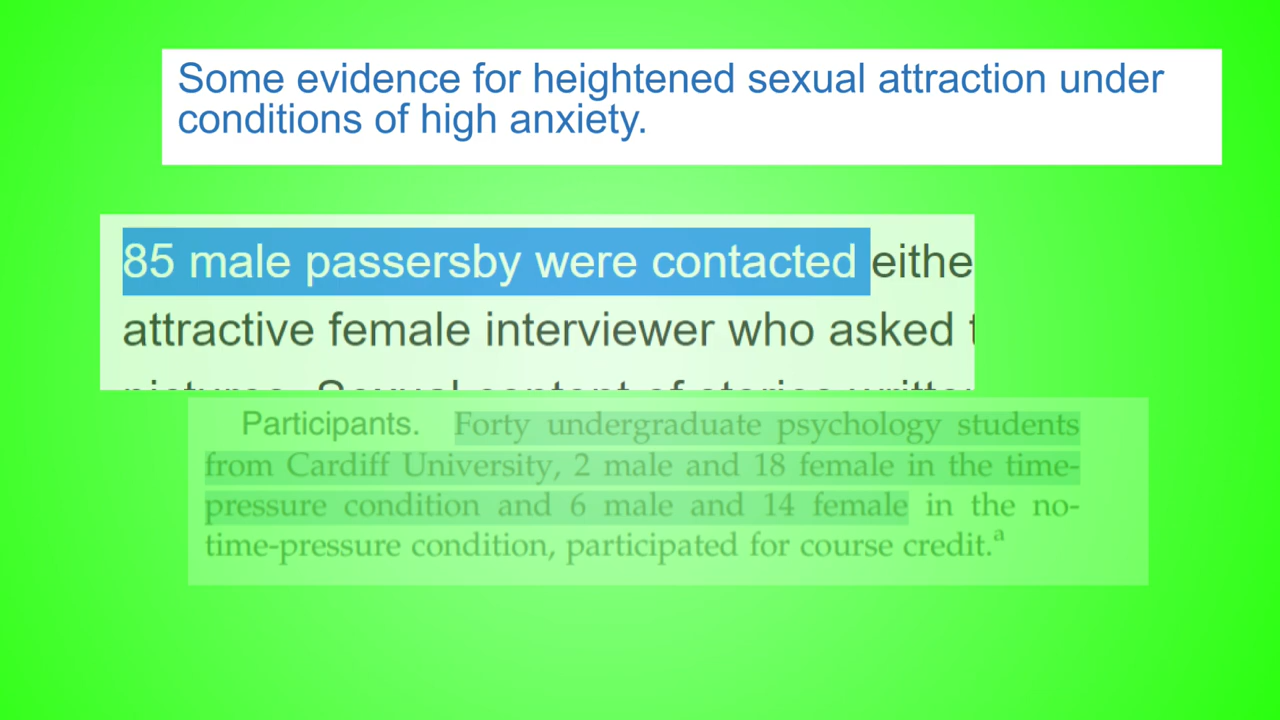 Some evidence for heightened sexual attraction under
conditions of high anxiety.
85 male passersby were contacted
attractive female interviewer who asked
Participants. Forty undergraduate psychology students
from Cardiff University, 2 male and 18 female in the time-
pressure condition and 6 male and 14 female in the no-
time-pressure condition, participated for course credit.a